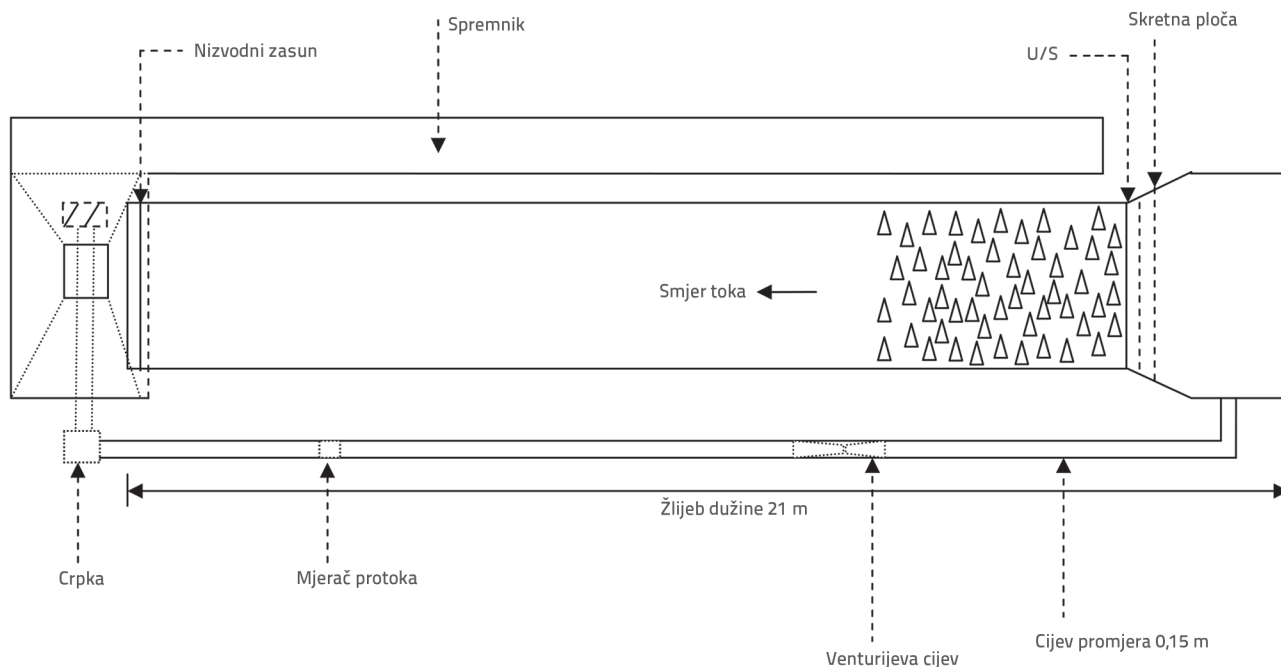 Skretna ploča
Spremnik
Nizvodni zasun
U/S
Smjer toka
Žlijeb dužine 21 m
Crpka
Mjerač protoka
Cijev promjera 0,15 m
Venturijeva cijev